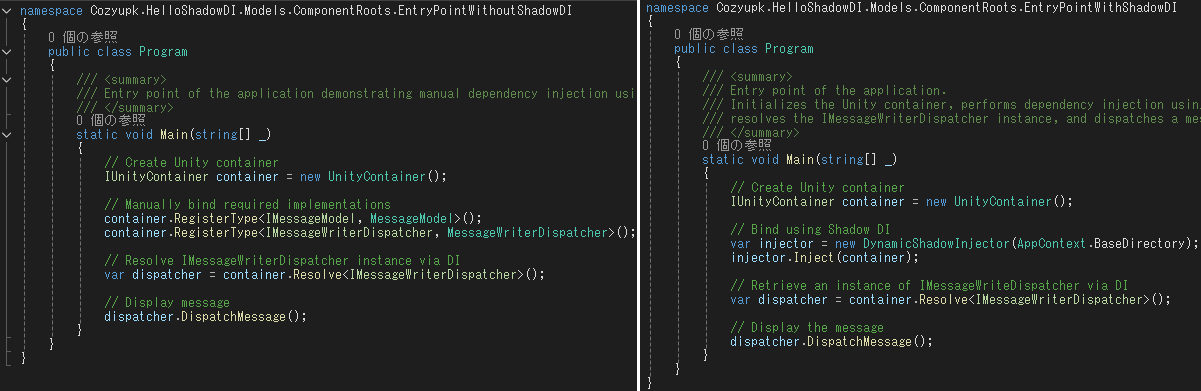 namespace Cozyupk.HelloShadowDI.Models.ComponentRoots.EntryPointWithoutShadowDI
{
0 個の参照
public class Program
{
/// <summary>
/// Entry point of the application demonstrating manual dependency injection usi
/// </summary>
0 個の参照
static void Main(string[] _)
{
// Create Unity container
IUnityContainer container = new UnityContainer();
// Manually bind required implementations
container.RegisterType<IMessageModel, MessageModel>();
container.RegisterType<IMessageWriterDispatcher, MessageWriterDispatcher>();
// Resolve IMessageWriterDispatcher instance via DI
var dispatcher = container.Resolve<IMessageWriterDispatcher>();
// Display message
dispatcher.DispatchMessage();
}
}
}
namespace Cozyupk.HelloShadowDI.Models.ComponentRoots.EntryPointWithShadowDI
{
0 個の参照
public class Program
{
/// <summary>
/// Entry point of the application.
/// Initializes the Unity container, performs dependency injection usin
/// resolves the IMessageWriterDispatcher instance, and dispatches a me
/// </summary>
0 個の参照
static void Main(string[] _)
{
// Create Unity container
IUnityContainer container = new UnityContainer();
// Bind using Shadow DI
var injector = new DynamicShadowInjector(AppContext.BaseDirectory);
injector.Inject(container);
// Retrieve an instance of IMessageWriteDispatcher via DI
var dispatcher = container.Resolve<IMessageWriterDispatcher>();
// Display the message
dispatcher.DispatchMessage();
}
}
}